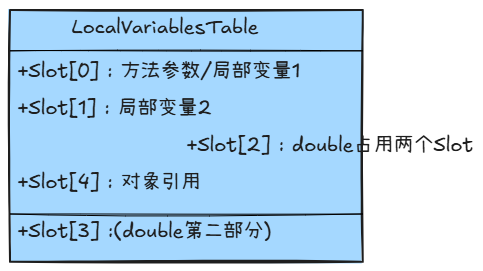 LocalVariablesTable
+Slot[0] : 方法参数/局部变量1
+Slot[1] : 局部变量2
+Slot[2] : double占用两个Slot
+Slot[4] : 对象引用
+Slot[3] :(double第二部分)